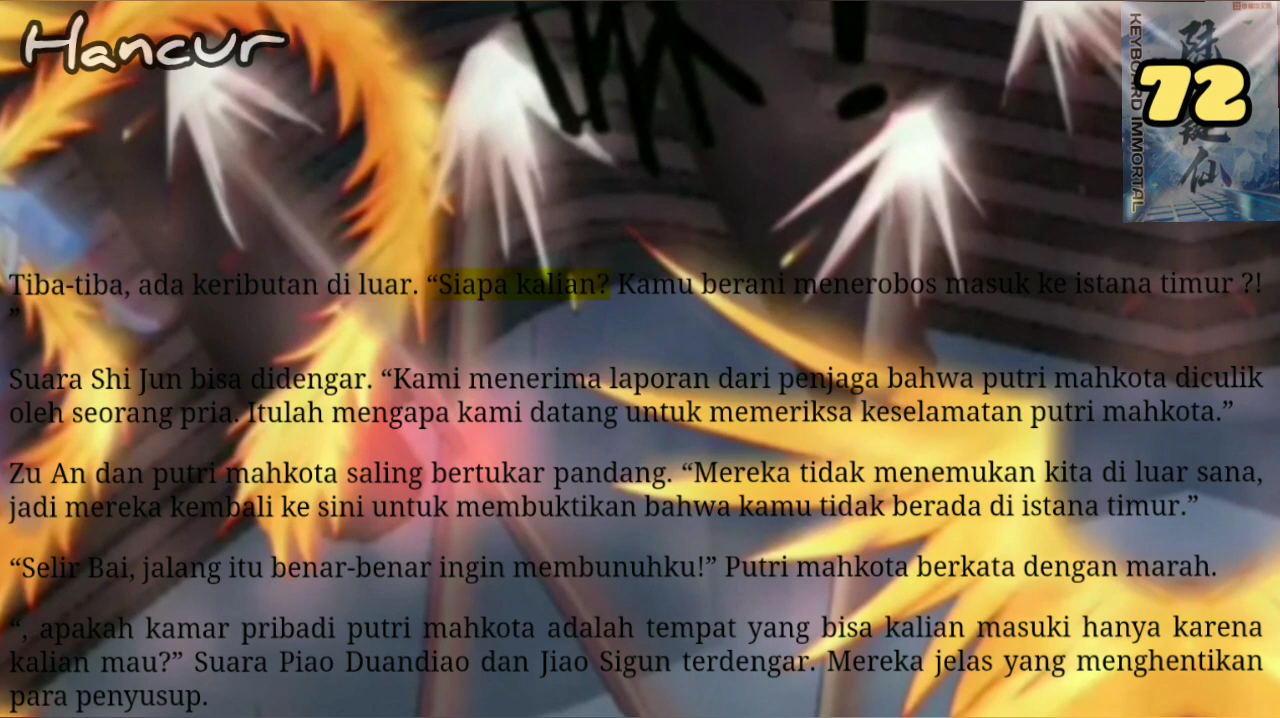 Hancur
KEYBOARD IMMORTAL
72
Tiba-tiba, ada keributan di luar. “Siapa kalian? Kamu berani menerobos masuk ke istana timur ?!
”
Suara Shi Jun bisa didengar. “Kami menerima laporan dari penjaga bahwa putri mahkota diculik
oleh seorang pria. Itulah mengapa kami datang untuk memeriksa keselamatan putri mahkota.”
Zu An dan putri mahkota saling bertukar pandang. “Mereka tidak menemukan kita di luar sana,
jadi mereka kembali ke sini untuk membuktikan bahwa kamu tidak berada di istana timur.”
“Selir Bai, jalang itu benar-benar ingin membunuhku!” Putri mahkota berkata dengan marah.
“, apakah kamar pribadi putri mahkota adalah tempat yang bisa kalian masuki hanya karena
kalian mau?” Suara Piao Duandiao dan Jiao Sigun terdengar. Mereka jelas yang menghentikan
para penyusup.